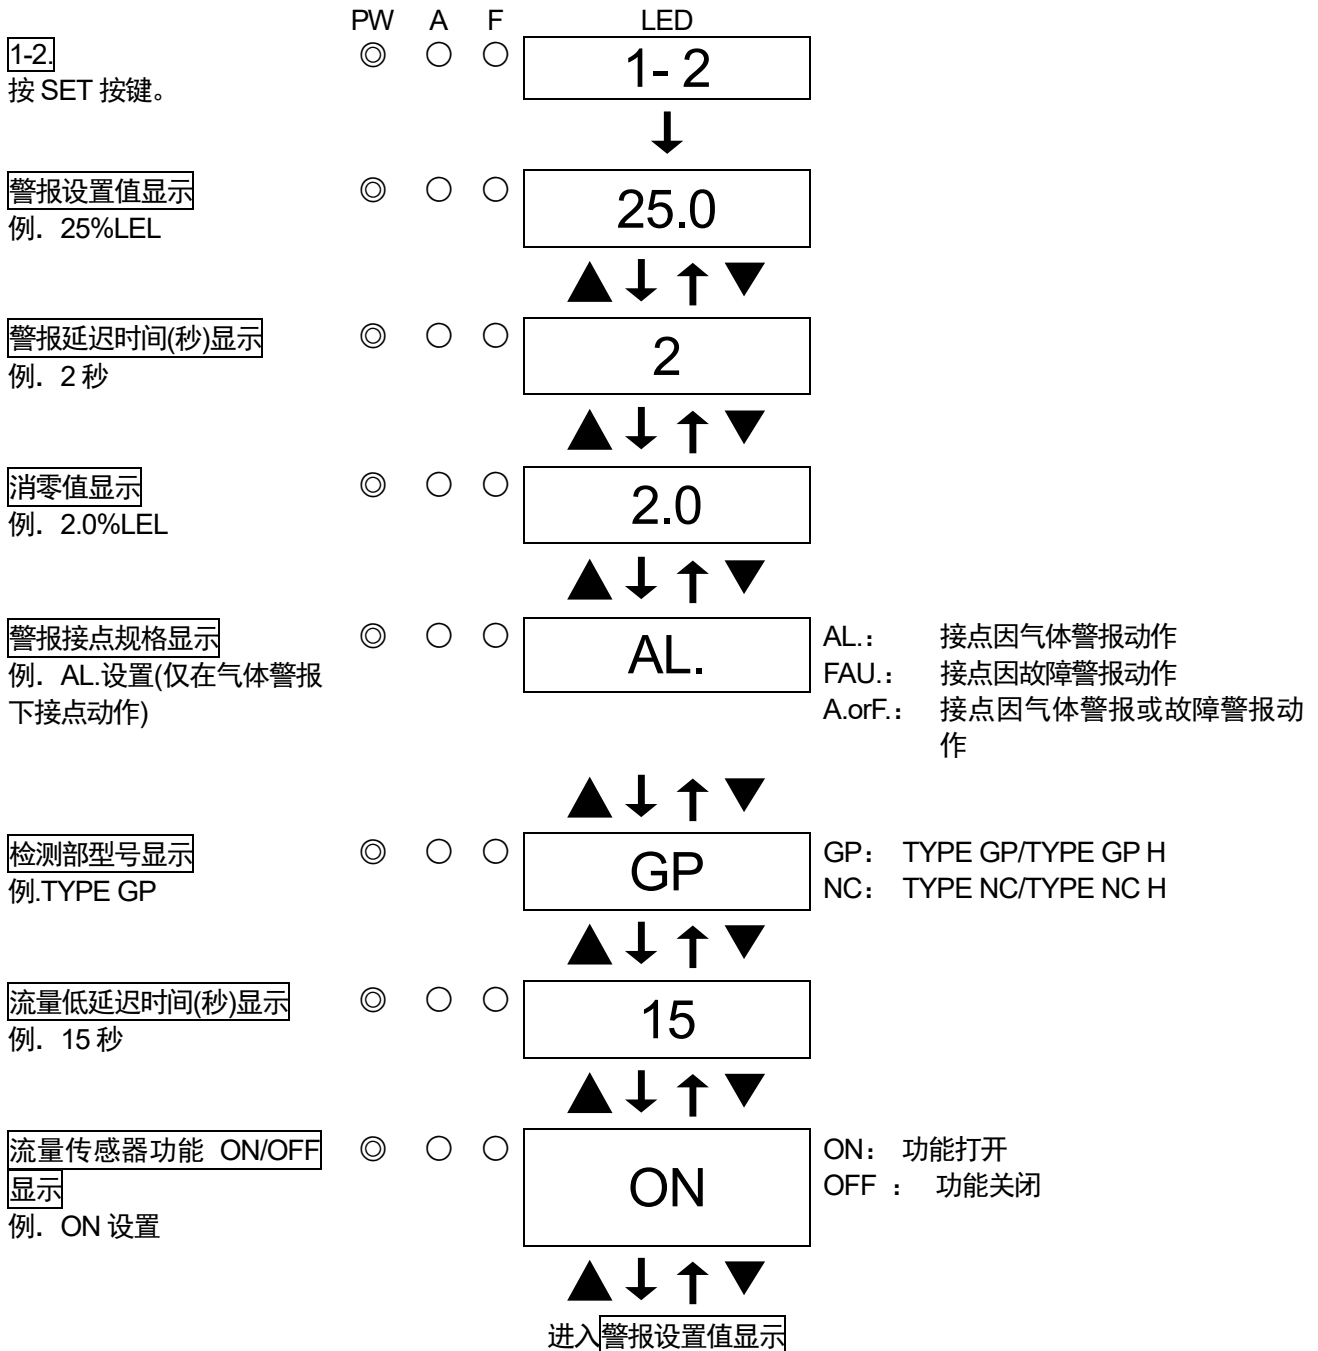 PW A F LED
1-2. ◎ ○ ○ 1- 2
按 SET 按键。
↓
警报设置值显示 ◎ ○ ○ 25.0
例. 25%LEL
▲ ↓ ↑ ▼
警报延迟时间(秒)显示 ◎ ○ ○ 2
例. 2 秒
▲ ↓ ↑ ▼
消零值显示 ◎ ○ ○ 2.0
例. 2.0%LEL
▲ ↓ ↑ ▼
警报接点规格显示 ◎ ○ ○ AL. AL.： 接点因气体警报动作
例. AL.设置(仅在气体警报 FAU.： 接点因故障警报动作
下接点动作) A.orF.： 接点因气体警报或故障警报动
作
▲ ↓ ↑ ▼
检测部型号显示 ◎ ○ ○ GP GP： TYPE GP/TYPE GP H
例.TYPE GP NC： TYPE NC/TYPE NC H
▲ ↓ ↑ ▼
流量低延迟时间(秒)显示 ◎ ○ ○ 15
例. 15 秒
▲ ↓ ↑ ▼
流量传感器功能 ON/OFF ◎ ○ ○ ON ON： 功能打开
显示 OFF ： 功能关闭
例. ON 设置
▲ ↓ ↑ ▼
进入警报设置值显示